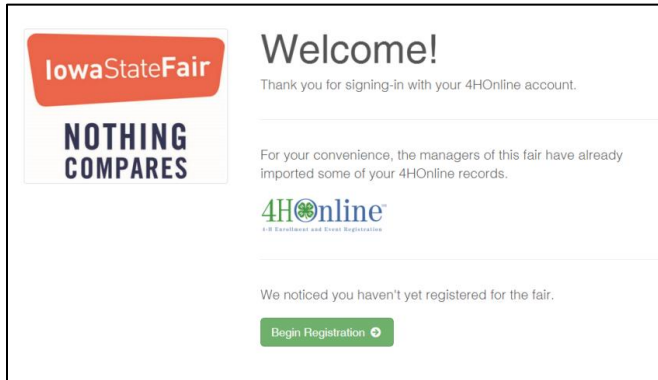 IowaStateFair
NOTHING
COMPARES
Welcome!
Thank you for signing-in with your 4HOnline account.
For your convenience, the managers of this fair have already
imported some of your 4HOnline records.
4HOnline
4-H Enrollment and Event Registration
We noticed you haven't yet registered for the fair.
Begin Registration